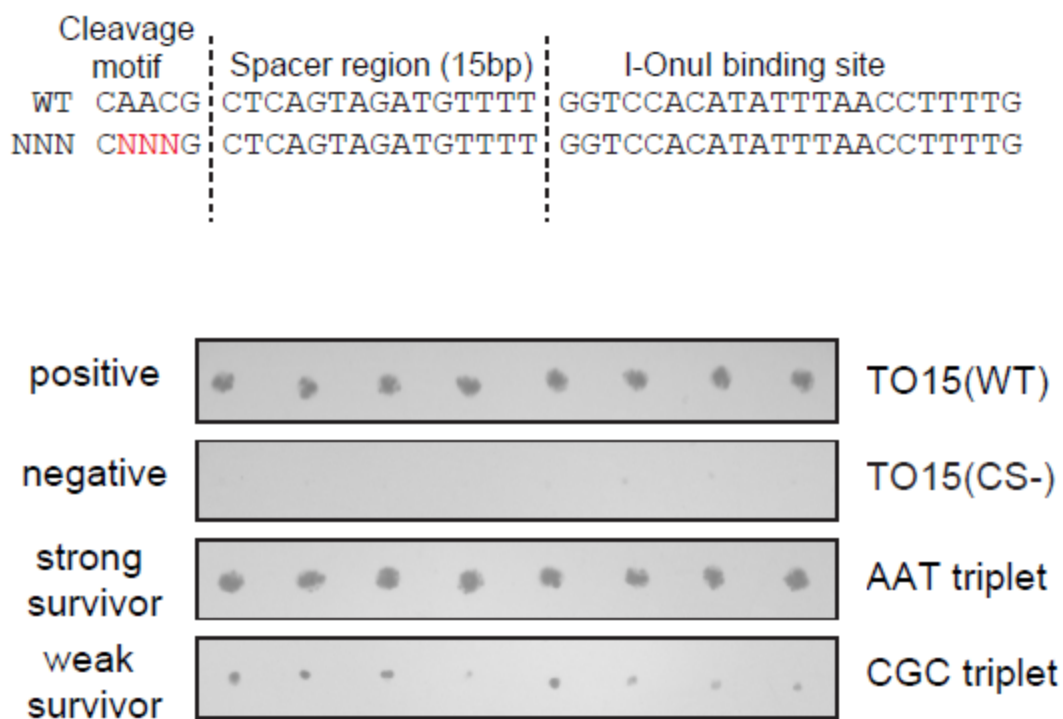 Cleavage
motif
Spacer region (15bp)
I-OnuI binding site
WT CAACG CTCAGTAGATGTTTT GGTCCACATATTTAACCTTTTG
NNN CNNNG CTCAGTAGATGTTTT GGTCCACATATTTAACCTTTTG
positive
TO15(WT)
negative
TO15(CS-)
strong
survivor
AAT triplet
weak
survivor
CGC triplet